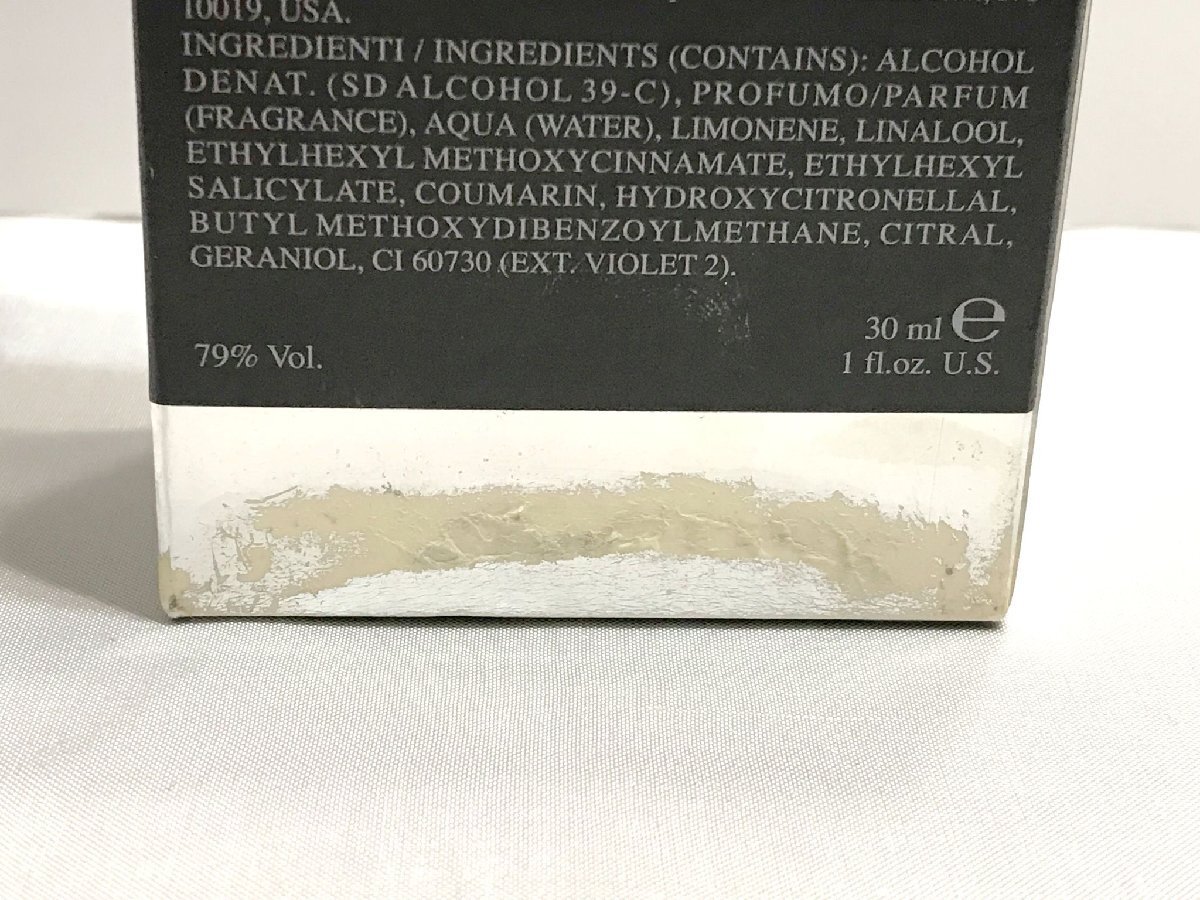 10019, USA.
INGREDIENTI / INGREDIENTS (CONTAINS): ALCOHOL
DENAT. (SD ALCOHOL 39-C), PROFUMO/PARFUM
(FRAGRANCE), AQUA (WATER), LIMONENE, LINALOOL,
ETHYLHEXYL METHOXYCINNAMATE, ETHYLHEXYL
SALICYLATE, COUMARIN, HYDROXYCITRONELLAL,
BUTYL METHOXYDIBENZOYLMETHANE, CITRAL,
GERANIOL, CI 60730 (EXT. VIOLET 2).
30 ml ℮
79% Vol.
1 fl.oz. U.S.